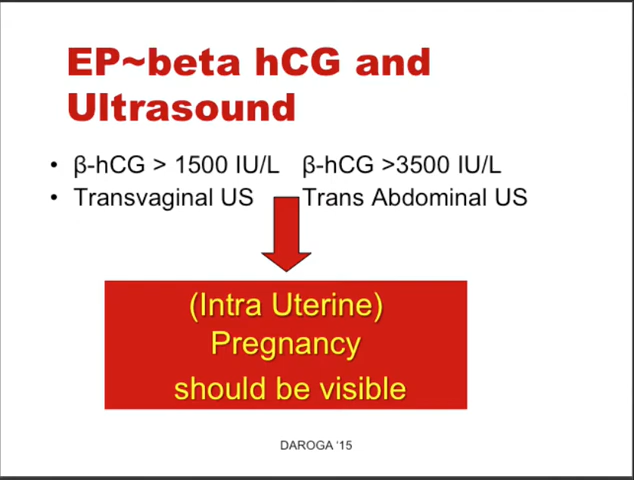 EP~beta hCG and
Ultrasound
• β-hCG > 1500 IU/L β-hCG >3500 IU/L
• Transvaginal US Trans Abdominal US
(Intra Uterine)
Pregnancy
should be visible
DAROGA ‘15